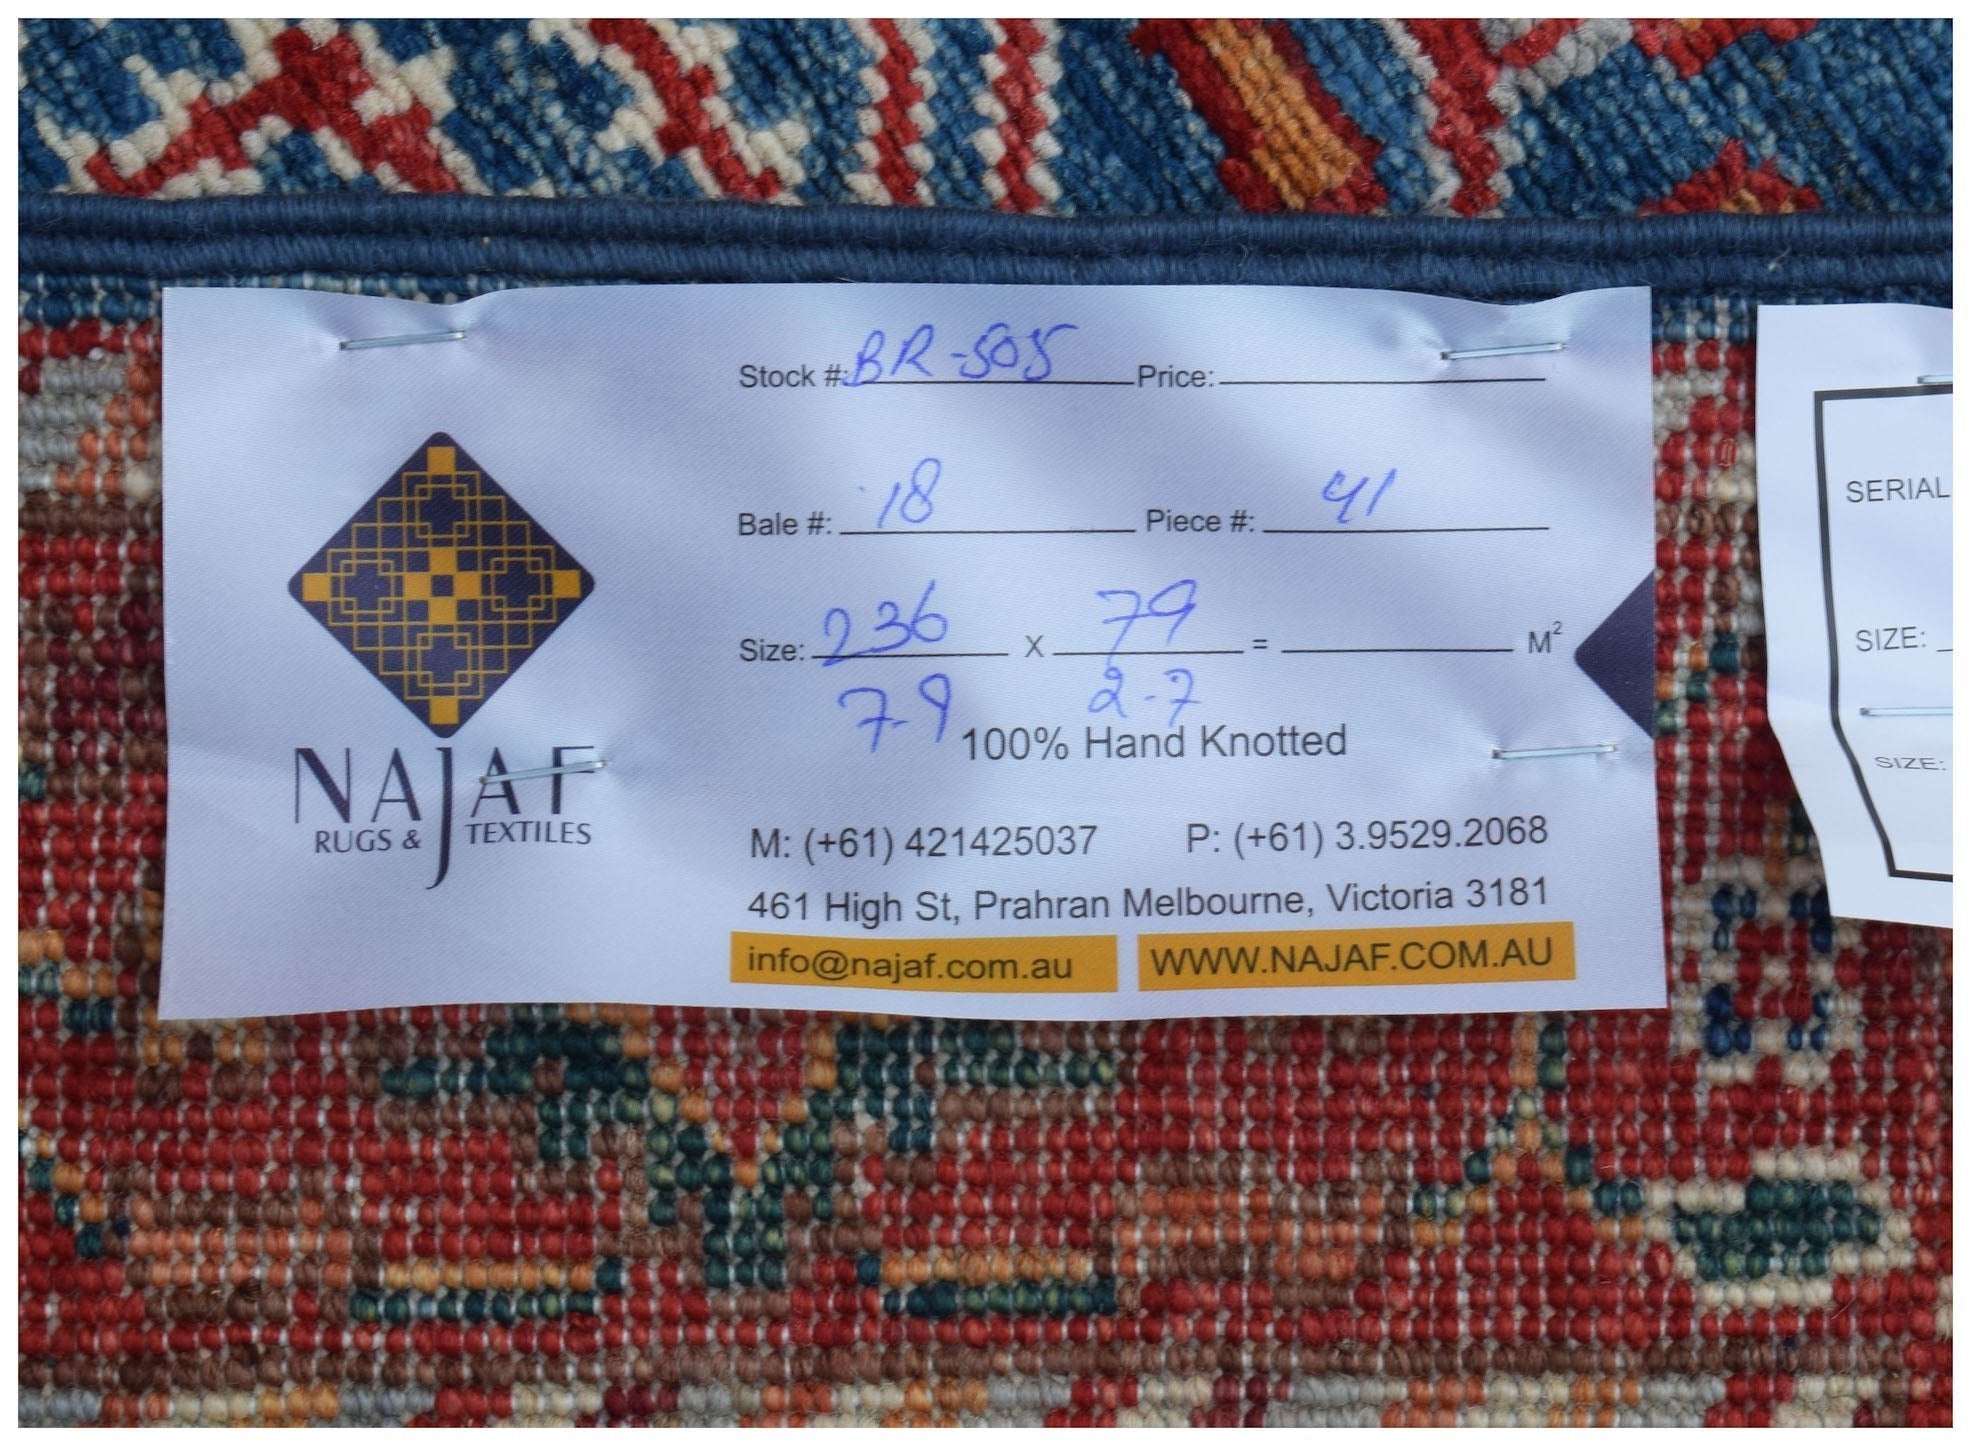 Stock #: BR-505 Price:
Bale #: 18 Piece #: 41
Size: 236 X 79 = M²
7-9 2-7
100% Hand Knotted
NAJAF
RUGS & TEXTILES
M: (+61) 421425037 P: (+61) 3.9529.2068
461 High St, Prahran Melbourne, Victoria 3181
info@najaf.com.au WWW.NAJAF.COM.AU
SERIAL
SIZE:
SIZE: